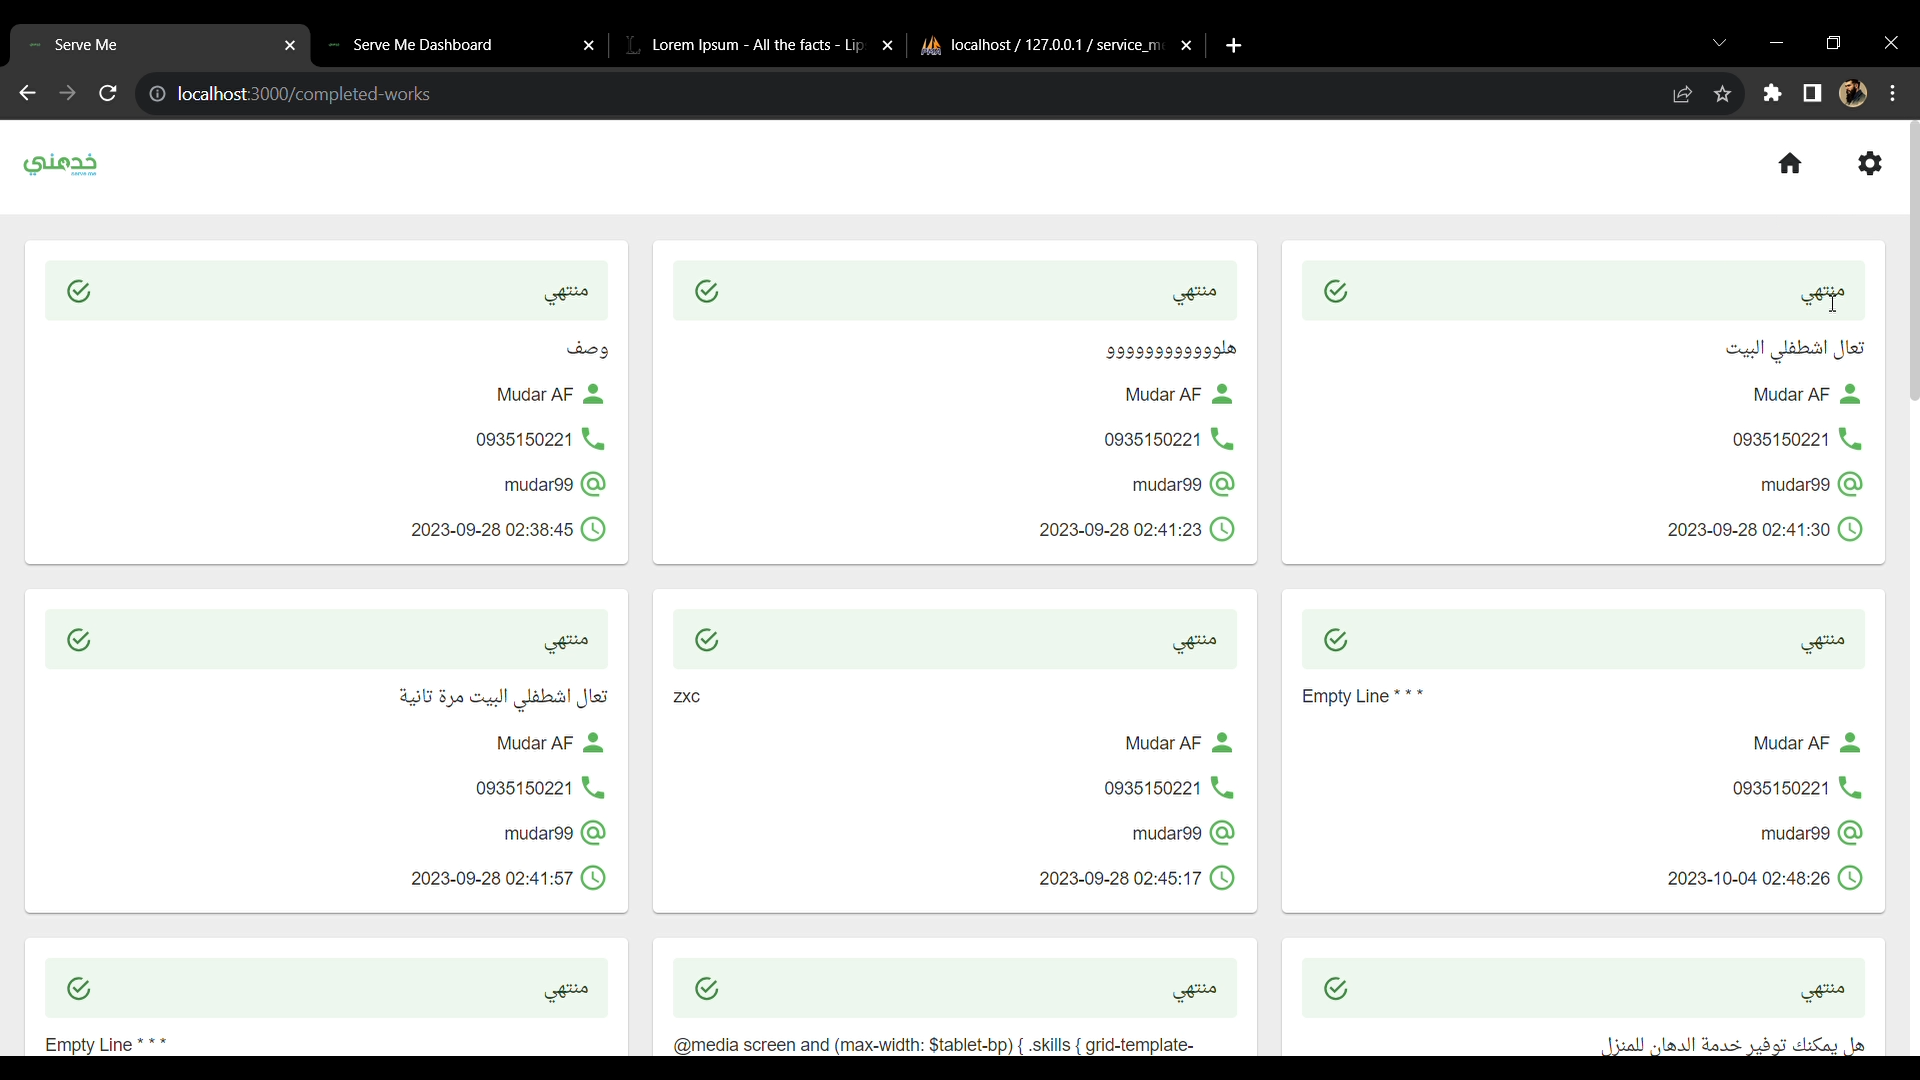 Serve Me
Serve Me Dashboard
Lorem Ipsum - All the facts - Lip
localhost / 127.0.0.1 / service_m
localhost:3000/completed-works
خدمني
serve me
منتهي
تعال اشطفلي البيت
Mudar AF
0935150221
mudar99
2023-09-28 02:41:30
منتهي
هلووووووووووووو
Mudar AF
0935150221
mudar99
2023-09-28 02:41:23
منتهي
وصف
Mudar AF
0935150221
mudar99
2023-09-28 02:38:45
منتهي
Empty Line * * *
Mudar AF
0935150221
mudar99
2023-10-04 02:48:26
منتهي
zxc
Mudar AF
0935150221
mudar99
2023-09-28 02:45:17
منتهي
تعال اشطفلي البيت مرة تانية
Mudar AF
0935150221
mudar99
2023-09-28 02:41:57
منتهي
هل يمكنك توفير خدمة الدهان للمنزل
منتهي
@media screen and (max-width: $tablet-bp) { .skills { grid-template-
منتهي
Empty Line * * *